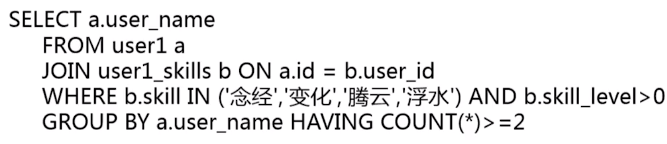 SELECT a.user_name
FROM user1 a
JOIN user1_skills b ON a.id = b.user_id
WHERE b.skill IN ('念经','变化','腾云','浮水') AND b.skill_level>0
GROUP BY a.user_name HAVING COUNT(*)>=2